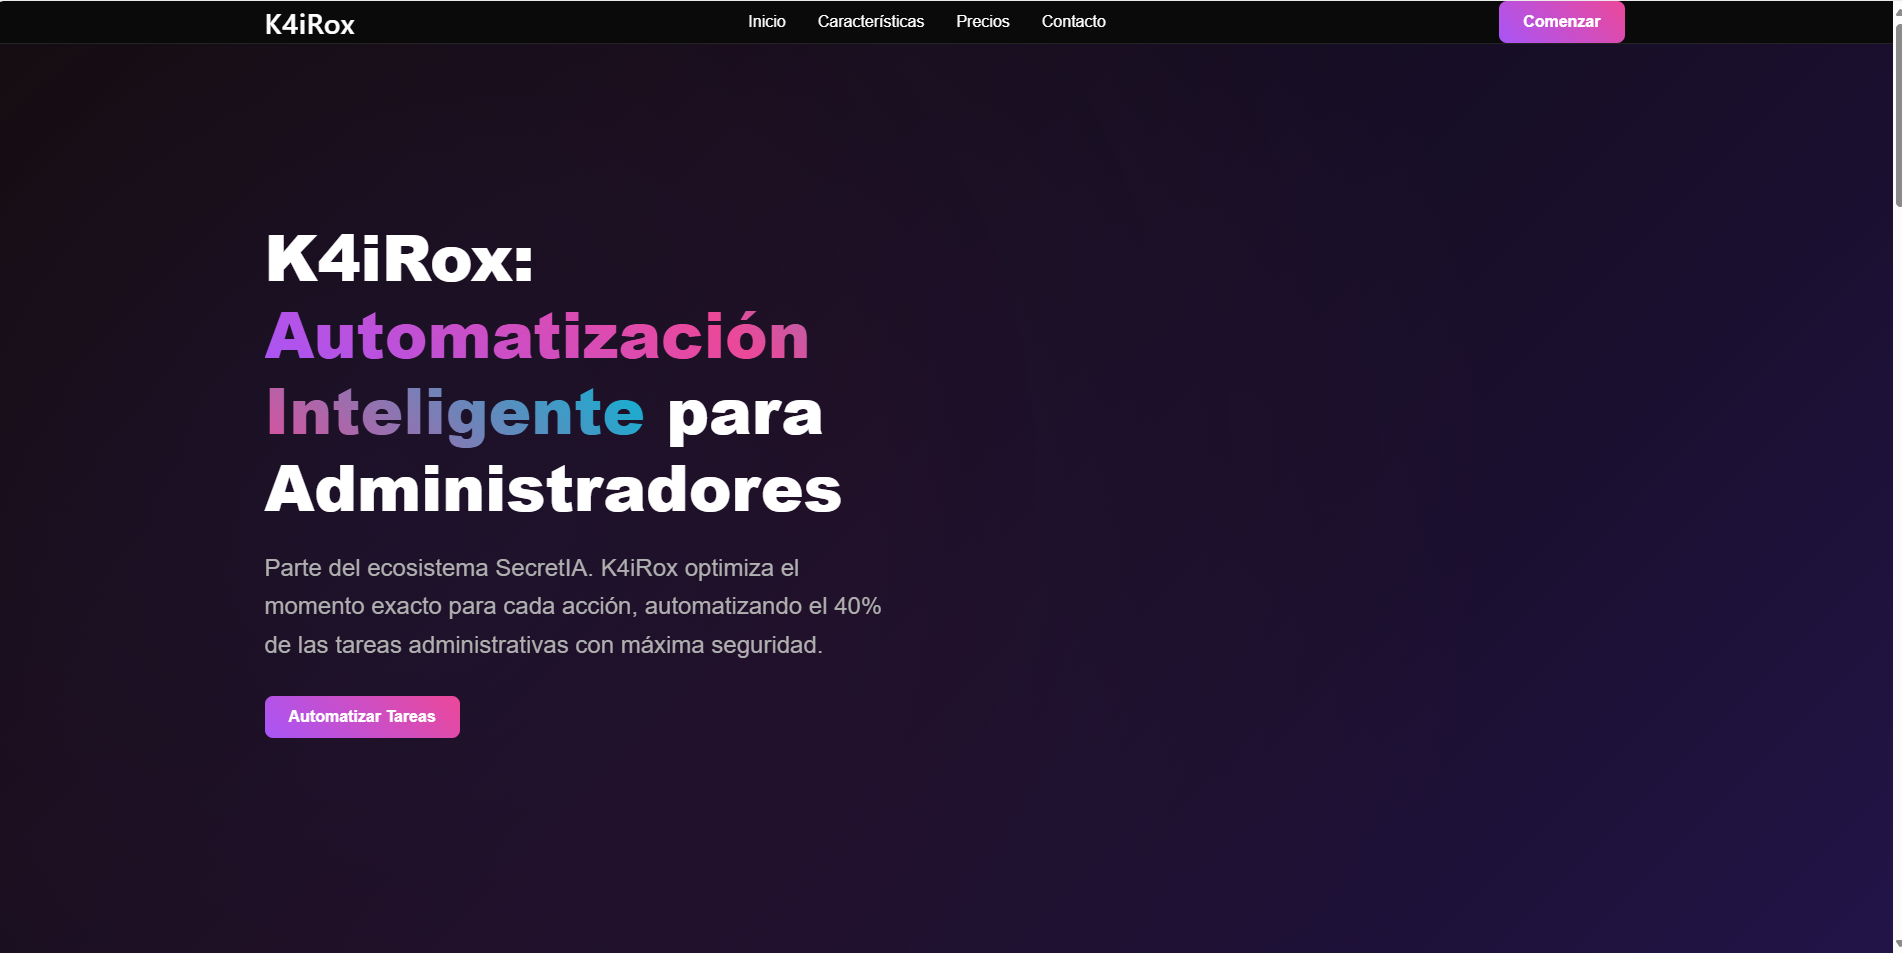 K4iRox
Inicio
Características
Precios
Contacto
Comenzar
K4iRox:
Automatización
Inteligente para
Administradores
Parte del ecosistema SecretIA. K4iRox optimiza el
momento exacto para cada acción, automatizando el 40%
de las tareas administrativas con máxima seguridad.
Automatizar Tareas